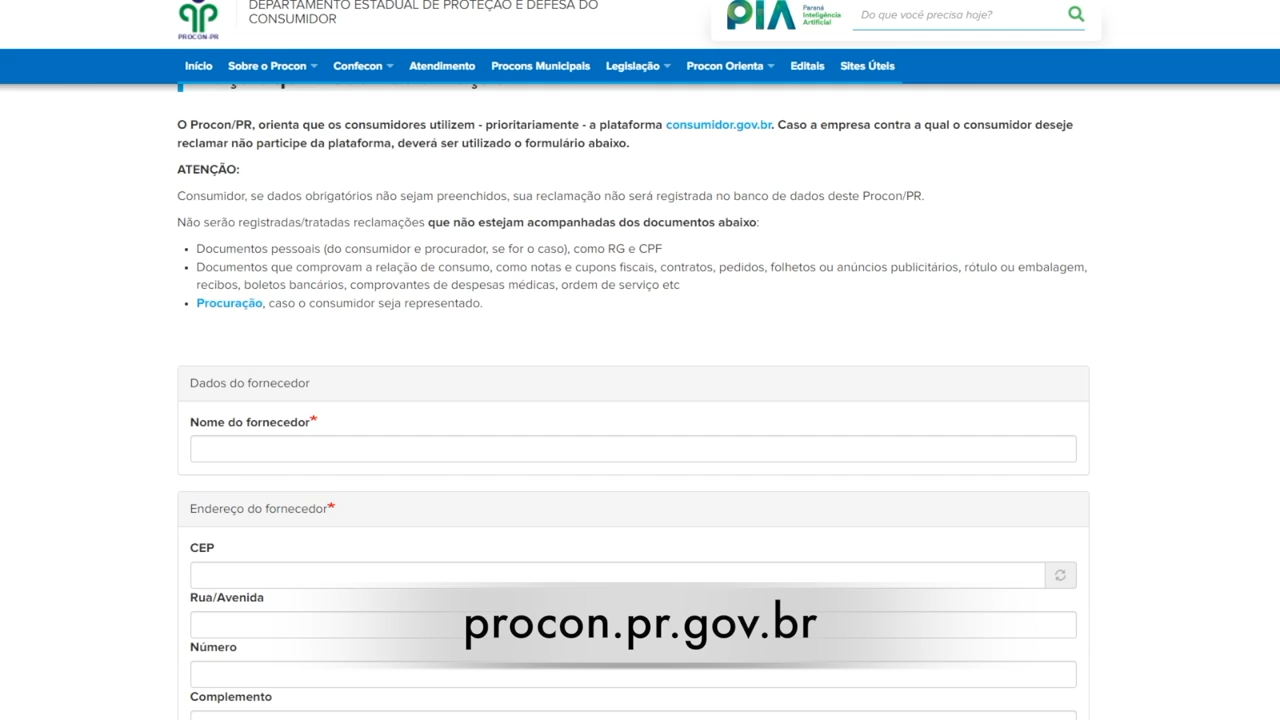 DEPARTAMENTO ESTADUAL DE PROTEÇÃO E DEFESA DO
CONSUMIDOR
PROCON-PR
PIA Paraná
Inteligência
Artificial
Do que você precisa hoje?
Início Sobre o Procon Confecon Atendimento Procons Municipais Legislação Procon Orienta Editais Sites Úteis
O Procon/PR, orienta que os consumidores utilizem - prioritariamente - a plataforma consumidor.gov.br. Caso a empresa contra a qual o consumidor deseje
reclamar não participe da plataforma, deverá ser utilizado o formulário abaixo.
ATENÇÃO:
Consumidor, se dados obrigatórios não sejam preenchidos, sua reclamação não será registrada no banco de dados deste Procon/PR.
Não serão registradas/tratadas reclamações que não estejam acompanhadas dos documentos abaixo:
• Documentos pessoais (do consumidor e procurador, se for o caso), como RG e CPF
• Documentos que comprovam a relação de consumo, como notas e cupons fiscais, contratos, pedidos, folhetos ou anúncios publicitários, rótulo ou embalagem,
recibos, boletos bancários, comprovantes de despesas médicas, ordem de serviço etc
• Procuração, caso o consumidor seja representado.
Dados do fornecedor
Nome do fornecedor*
Endereço do fornecedor*
CEP
Rua/Avenida
procon.pr.gov.br
Número
Complemento